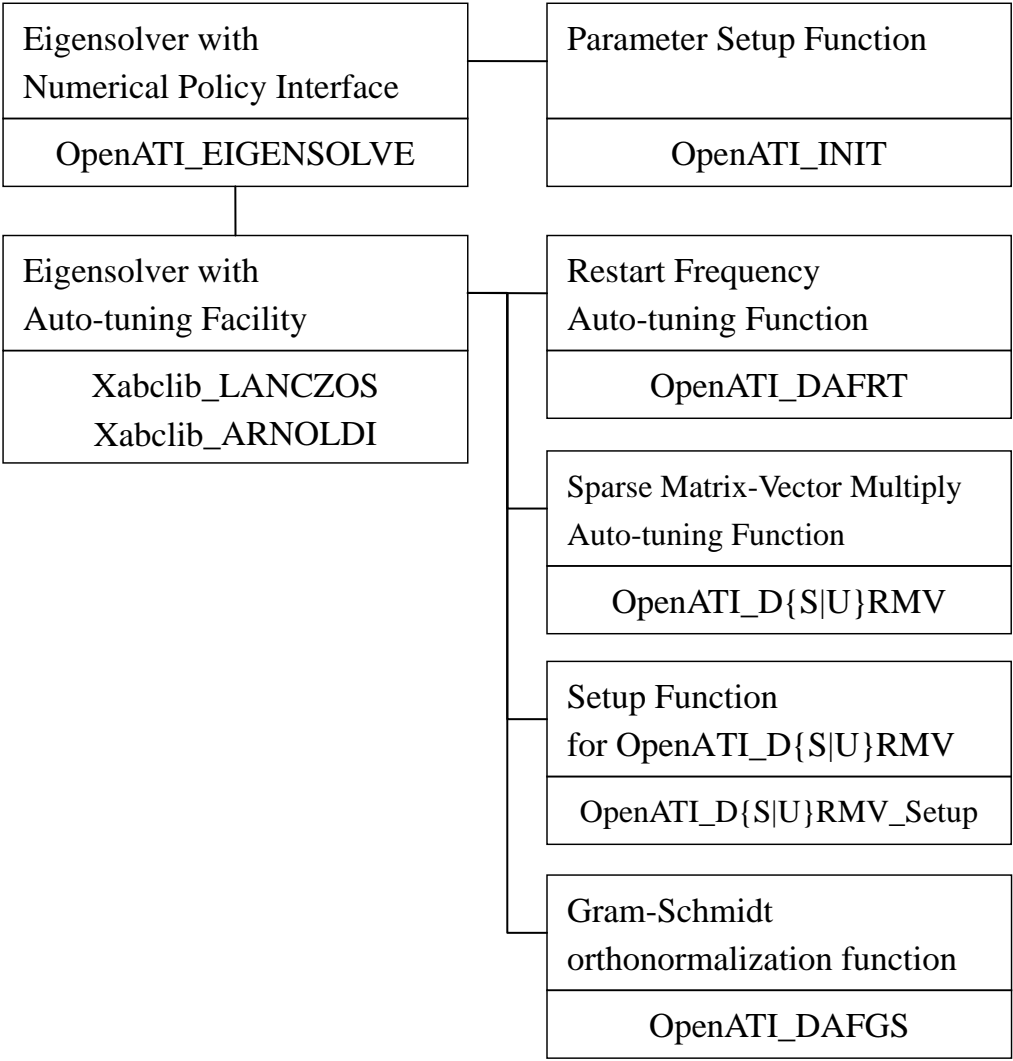 Eigensolver with
Numerical Policy Interface
OpenATI_EIGENSOLVE
Parameter Setup Function
OpenATI_INIT
Eigensolver with
Auto-tuning Facility
Xabclib_LANCZOS
Xabclib_ARNOLDI
Restart Frequency
Auto-tuning Function
OpenATI_DAFRT
Sparse Matrix-Vector Multiply
Auto-tuning Function
OpenATI_D{S|U}RMV
Setup Function
for OpenATI_D{S|U}RMV
OpenATI_D{S|U}RMV_Setup
Gram-Schmidt
orthonormalization function
OpenATI_DAFGS